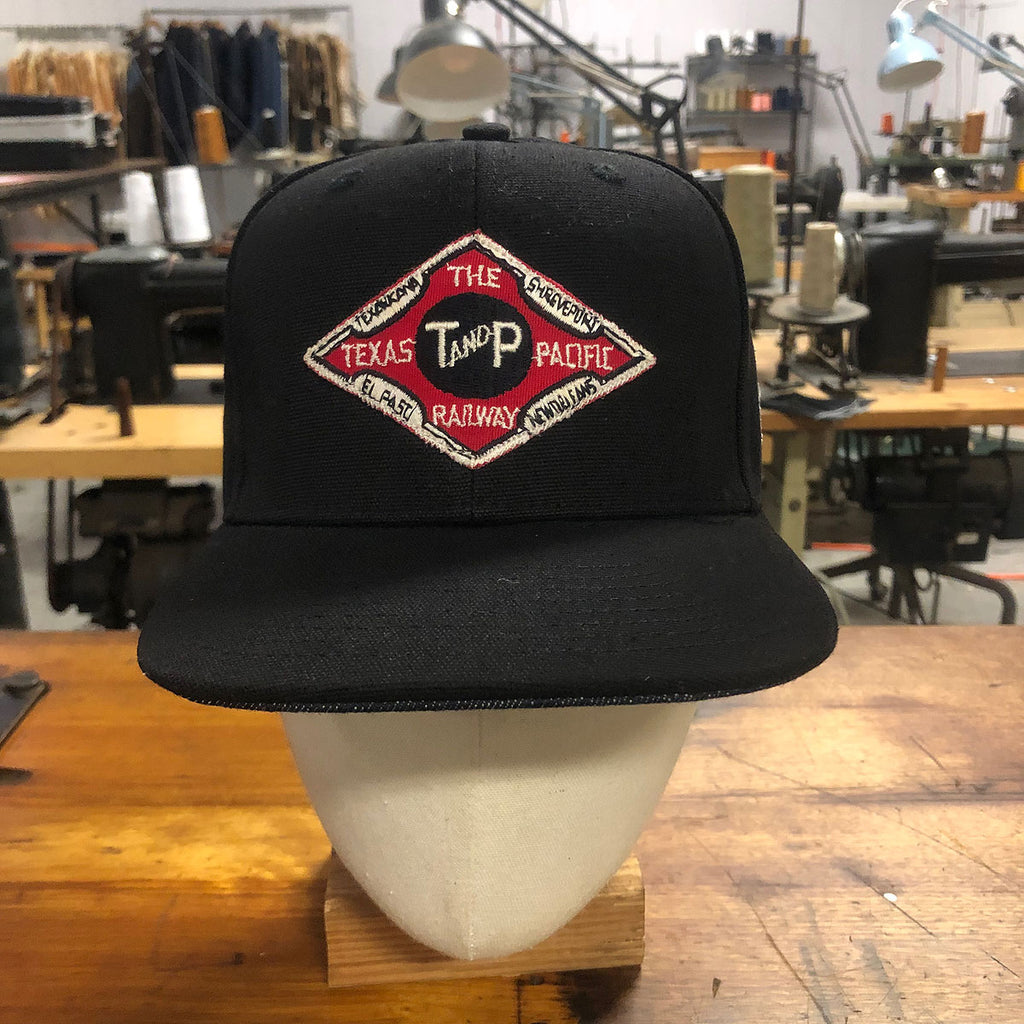 THE
TEXARKANA
SHREVEPORT
TEXAS
T AND P
PACIFIC
EL PASO
RAILWAY
NEW ORLEANS